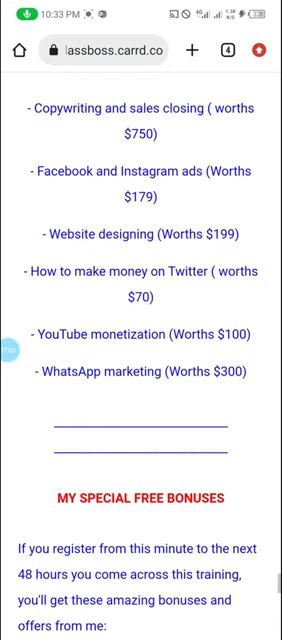 10:33 PM
lassboss.carrd.co
4
- Copywriting and sales closing ( worths
$750)
- Facebook and Instagram ads (Worths
$179)
- Website designing (Worths $199)
- How to make money on Twitter ( worths
$70)
- YouTube monetization (Worths $100)
- WhatsApp marketing (Worths $300)
MY SPECIAL FREE BONUSES
If you register from this minute to the next
48 hours you come across this training,
you'll get these amazing bonuses and
offers from me: